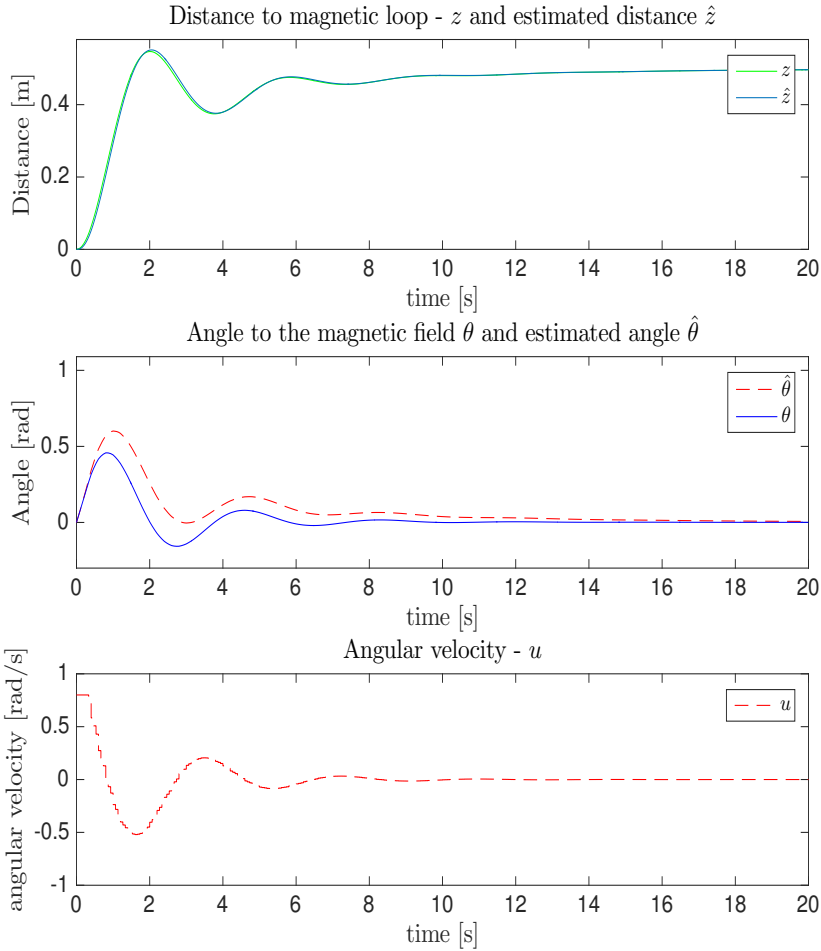 Distance to magnetic loop - z and estimated distance ẑ
Distance [m]
0.4
0.2
0
z
ẑ
0 2 4 6 8 10 12 14 16 18 20
time [s]
Angle to the magnetic field θ and estimated angle θ̂
Angle [rad]
1
0.5
0
θ̂
θ
0 2 4 6 8 10 12 14 16 18 20
time [s]
Angular velocity - u
angular velocity [rad/s]
1
0.5
0
-0.5
-1
u
0 2 4 6 8 10 12 14 16 18 20
time [s]